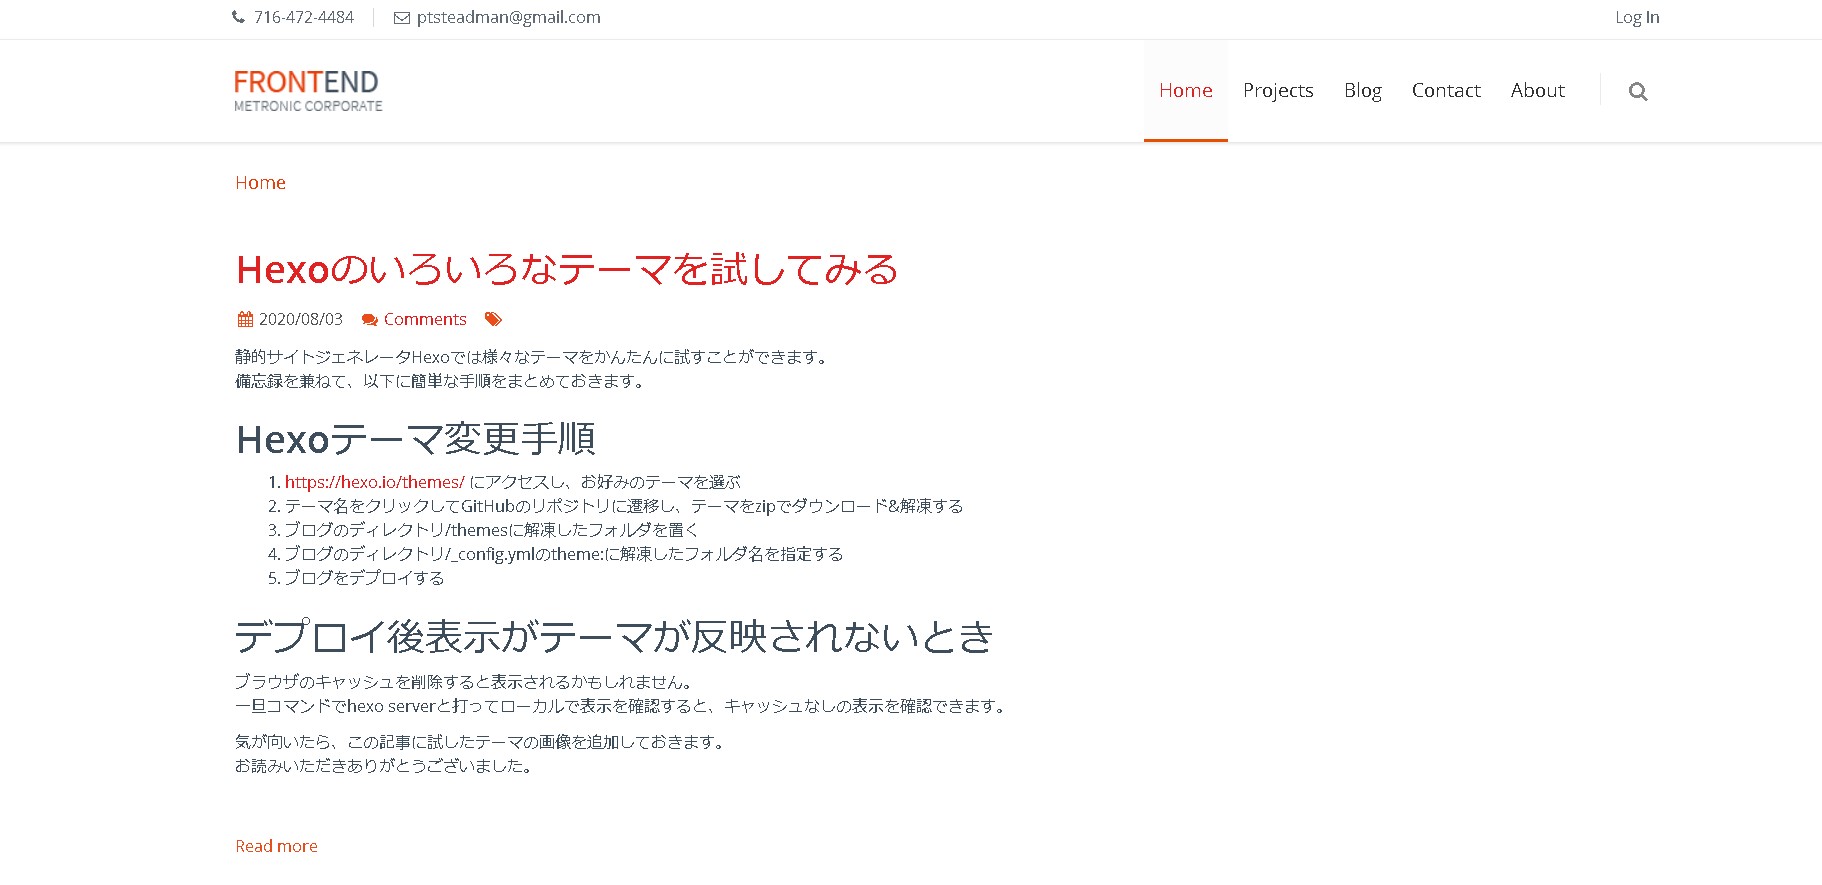 716-472-4484 ptsteadman@gmail.com Log In
FRONTEND
METRONIC CORPORATE
Home Projects Blog Contact About
Home
Hexoのいろいろなテーマを試してみる
2020/08/03 Comments
静的サイトジェネレータHexoでは様々なテーマをかんたんに試すことができます。
備忘録を兼ねて、以下に簡単な手順をまとめておきます。
Hexoテーマ変更手順
1. https://hexo.io/themes/ にアクセスし、お好みのテーマを選ぶ
2. テーマ名をクリックしてGitHubのリポジトリに遷移し、テーマをzipでダウンロード&解凍する
3. ブログのディレクトリ/themesに解凍したフォルダを置く
4. ブログのディレクトリ/_config.ymlのtheme:に解凍したフォルダ名を指定する
5. ブログをデプロイする
デプロイ後表示がテーマが反映されないとき
ブラウザのキャッシュを削除すると表示されるかもしれません。
一旦コマンドでhexo serverと打ってローカルで表示を確認すると、キャッシュなしの表示を確認できます。
気が向いたら、この記事に試したテーマの画像を追加しておきます。
お読みいただきありがとうございました。
Read more